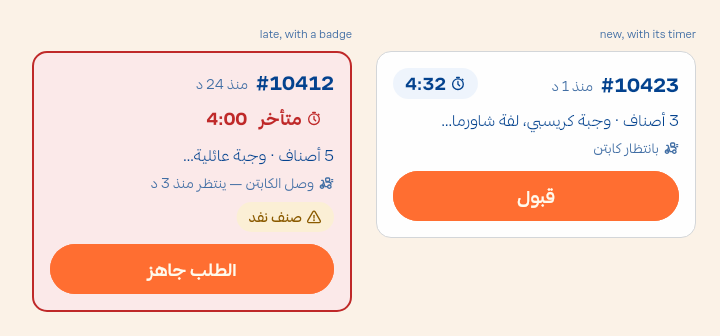 new, with its timer
#10423 منذ 1 د 4:32
3 أصناف · وجبة كريسبي، لفة شاورما...
بانتظار كابتن
قبول
late, with a badge
#10412 منذ 24 د
متأخر 4:00
5 أصناف · وجبة عائلية...
وصل الكابتن — ينتظر منذ 3 د
صنف نفد
الطلب جاهز